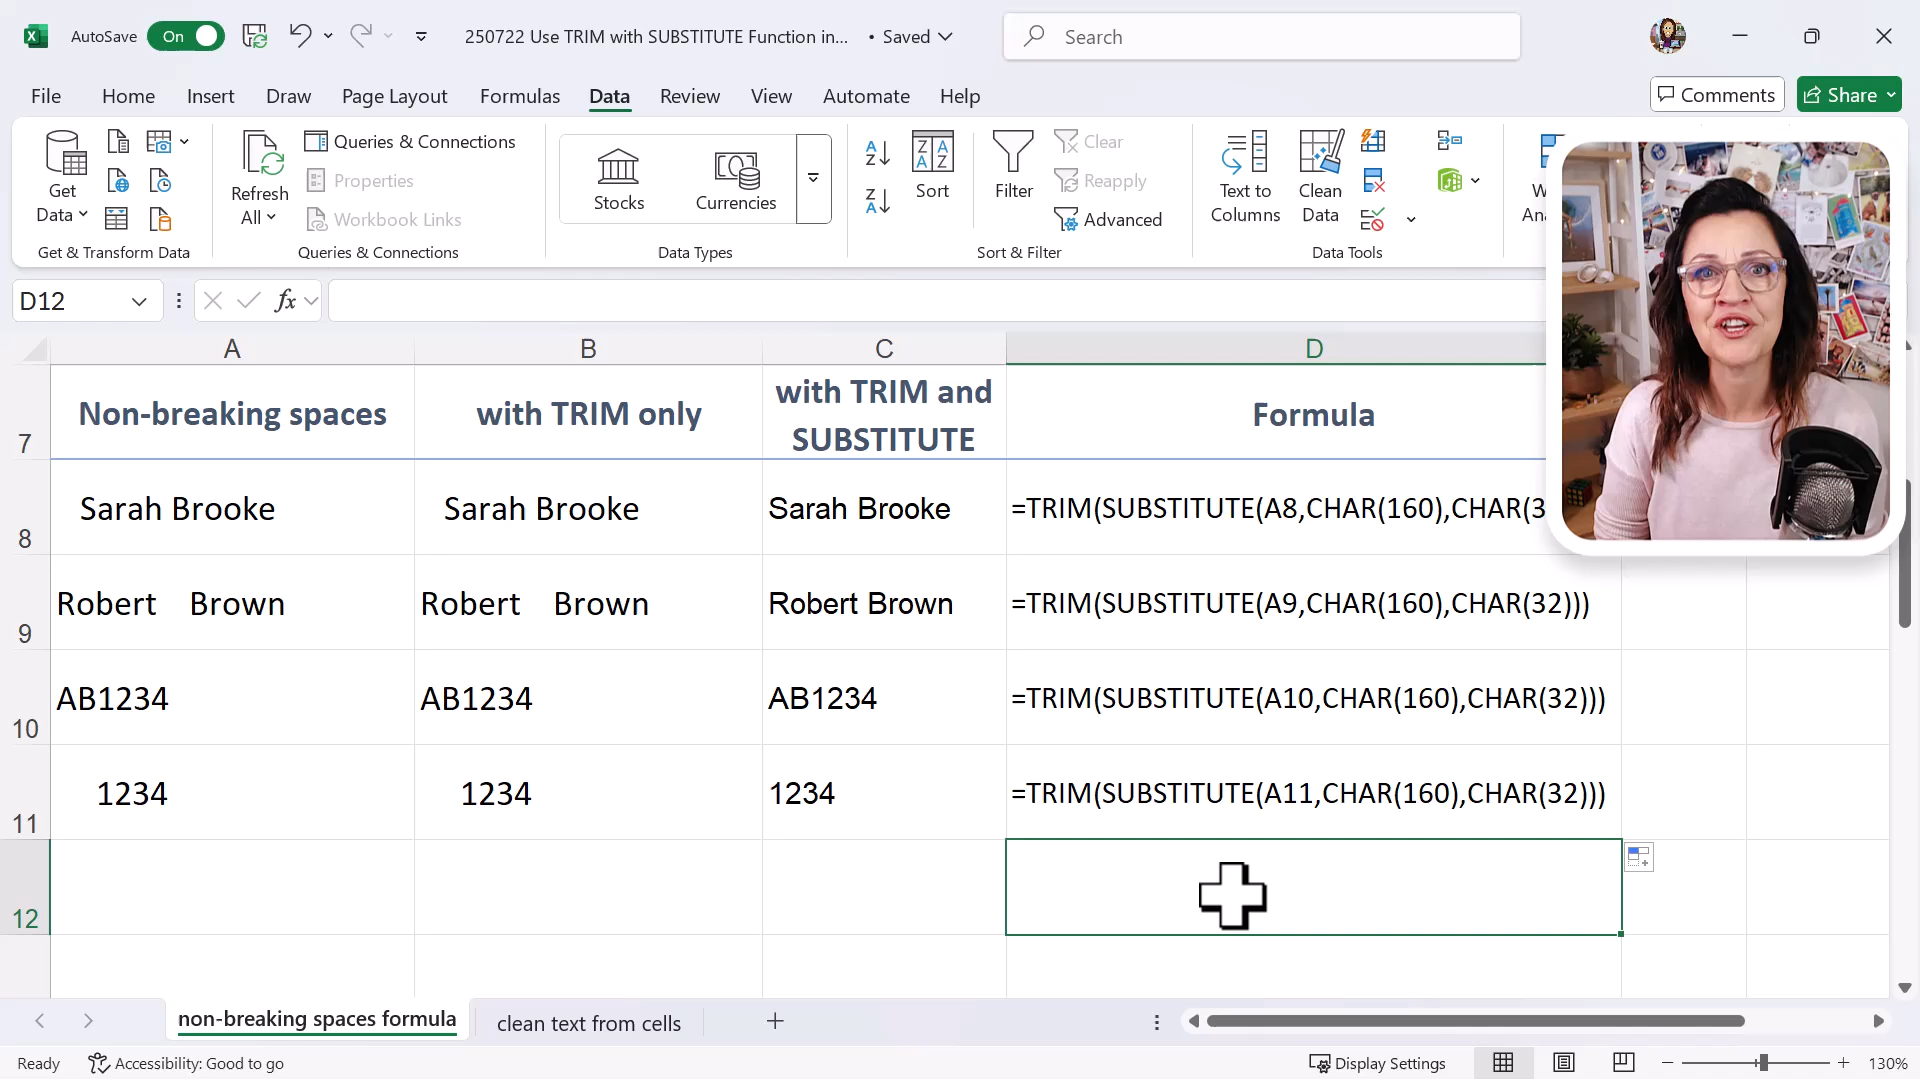 AutoSave On 250722 Use TRIM with SUBSTITUTE Function in... • Saved Search
File Home Insert Draw Page Layout Formulas Data Review View Automate Help Comments Share
Get Data
Refresh All
Queries & Connections
Properties
Workbook Links
Stocks Currencies
Sort Filter
Clear
Reapply
Advanced
Text to Columns
Clean Data
Get & Transform Data Queries & Connections Data Types Sort & Filter Data Tools
D12 fx
A B C D
7 Non-breaking spaces with TRIM only with TRIM and SUBSTITUTE Formula
8 Sarah Brooke Sarah Brooke Sarah Brooke =TRIM(SUBSTITUTE(A8,CHAR(160),CHAR(3
9 Robert Brown Robert Brown Robert Brown =TRIM(SUBSTITUTE(A9,CHAR(160),CHAR(32)))
10 AB1234 AB1234 AB1234 =TRIM(SUBSTITUTE(A10,CHAR(160),CHAR(32)))
11 1234 1234 1234 =TRIM(SUBSTITUTE(A11,CHAR(160),CHAR(32)))
12
non-breaking spaces formula clean text from cells
Ready Accessibility: Good to go Display Settings 130%